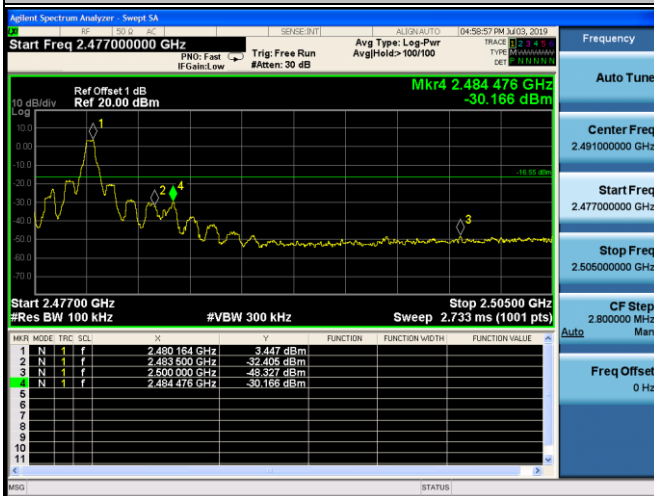 Agilent Spectrum Analyzer - Swept SA
RF 50 Ω AC SENSE:INT ALIGN AUTO 04:58:57 PM Jul 03, 2019
Start Freq 2.477000000 GHz
PNO: Fast
IFGain:Low
Trig: Free Run
#Atten: 30 dB
Avg Type: Log-Pwr
Avg|Hold:> 100/100
TRACE 1 2 3 4 5 6
TYPE M
DET P N N N N N
Ref Offset 1 dB
Ref 20.00 dBm
10 dB/div
Log
Mkr4 2.484 476 GHz
-30.166 dBm
10.0
0.00
-10.0
-20.0
-30.0
-40.0
-50.0
-60.0
-70.0
1
2
4
3
-16.55 dBm
Start 2.47700 GHz Stop 2.50500 GHz
#Res BW 100 kHz #VBW 300 kHz Sweep 2.733 ms (1001 pts)
MKR MODE TRC SCL X Y FUNCTION FUNCTION WIDTH FUNCTION VALUE
1 N 1 f 2.480 164 GHz 3.447 dBm
2 N 1 f 2.483 500 GHz -32.405 dBm
3 N 1 f 2.500 000 GHz -48.327 dBm
4 N 1 f 2.484 476 GHz -30.166 dBm
5
6
7
8
9
10
11
MSG STATUS
Frequency
Auto Tune
Center Freq
2.491000000 GHz
Start Freq
2.477000000 GHz
Stop Freq
2.505000000 GHz
CF Step
2.800000 MHz
Auto Man
Freq Offset
0 Hz